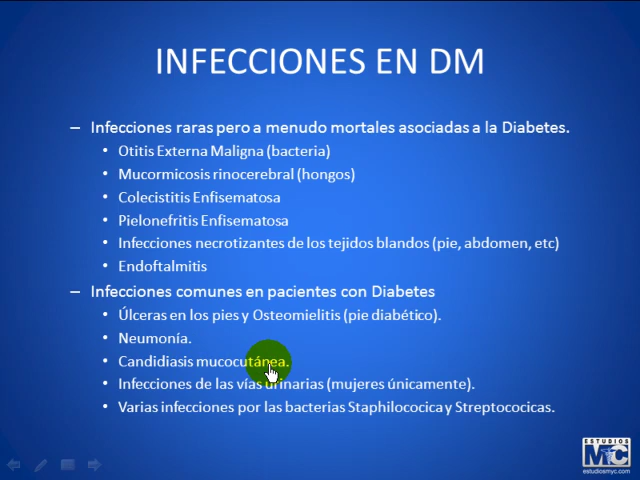 INFECCIONES EN DM
– Infecciones raras pero a menudo mortales asociadas a la Diabetes.
• Otitis Externa Maligna (bacteria)
• Mucormicosis rinocerebral (hongos)
• Colecistitis Enfisematosa
• Pielonefritis Enfisematosa
• Infecciones necrotizantes de los tejidos blandos (pie, abdomen, etc)
• Endoftalmitis
– Infecciones comunes en pacientes con Diabetes
• Úlceras en los pies y Osteomielitis (pie diabético).
• Neumonía.
• Candidiasis mucocutánea.
• Infecciones de las vías urinarias (mujeres únicamente).
• Varias infecciones por las bacterias Staphilococica y Streptococicas.
ESTUDIOS
MyC
estudiosmyc.com